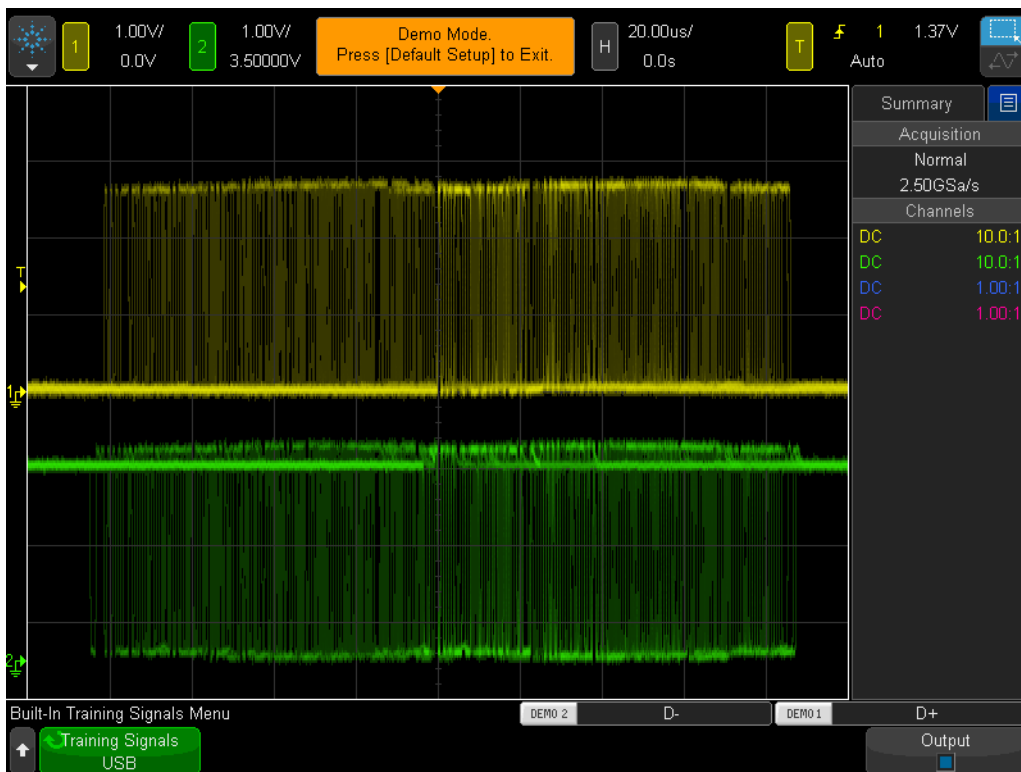 1
1.00V/
0.0V
2
1.00V/
3.50000V
Demo Mode.
Press [Default Setup] to Exit.
H
20.00us/
0.0s
T
1
1.37V
Auto
Summary
Acquisition
Normal
2.50GSa/s
Channels
DC 10.0:1
DC 10.0:1
DC 1.00:1
DC 1.00:1
T
1
2
Built-In Training Signals Menu
DEMO 2 D-
DEMO 1 D+
Training Signals
USB
Output